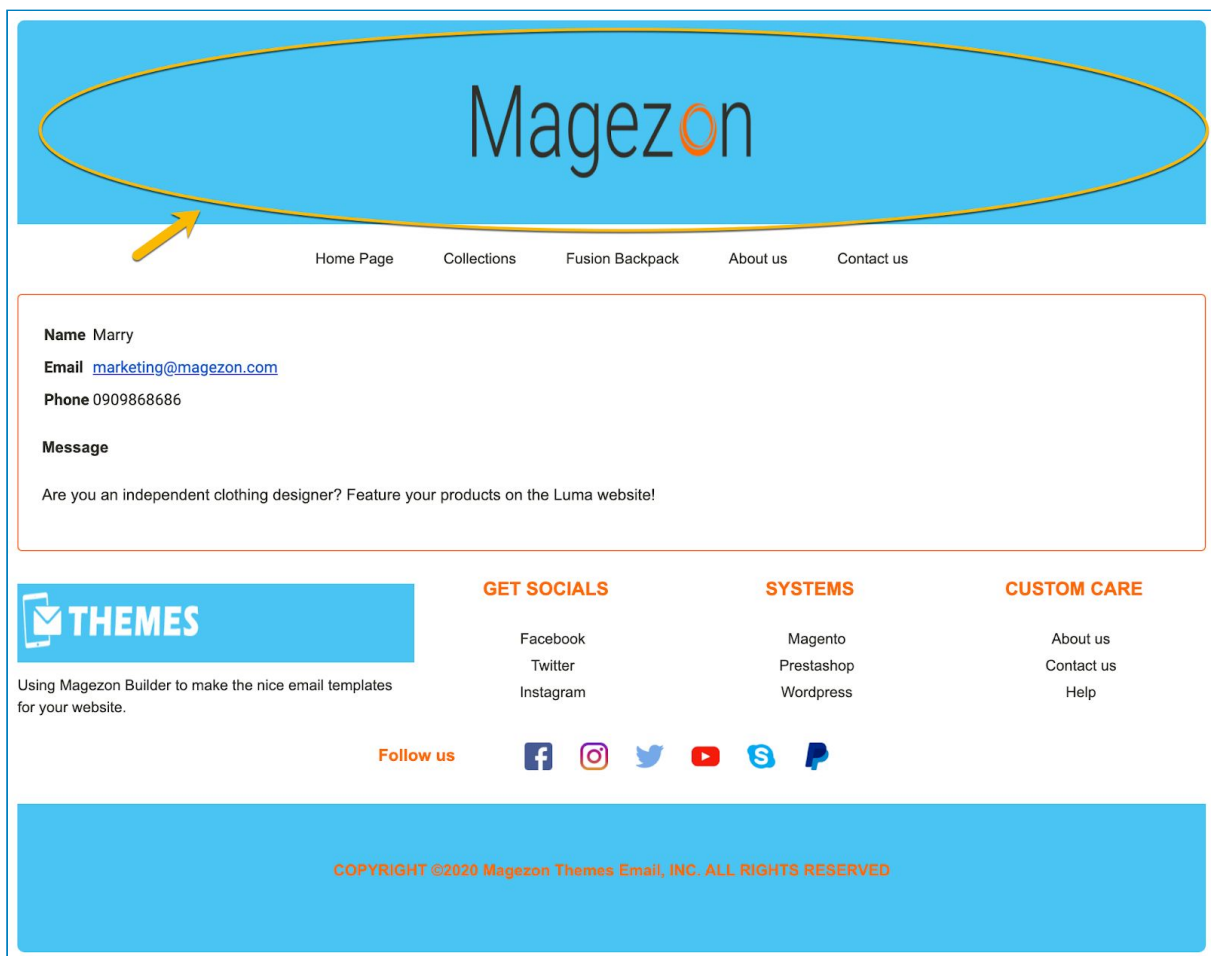 Magezon
Home Page Collections Fusion Backpack About us Contact us
Name Marry
Email marketing@magezon.com
Phone 0909868686
Message
Are you an independent clothing designer? Feature your products on the Luma website!
THEMES
Using Magezon Builder to make the nice email templates
for your website.
GET SOCIALS
Facebook
Twitter
Instagram
SYSTEMS
Magento
Prestashop
Wordpress
CUSTOM CARE
About us
Contact us
Help
Follow us
COPYRIGHT ©2020 Magezon Themes Email, INC. ALL RIGHTS RESERVED